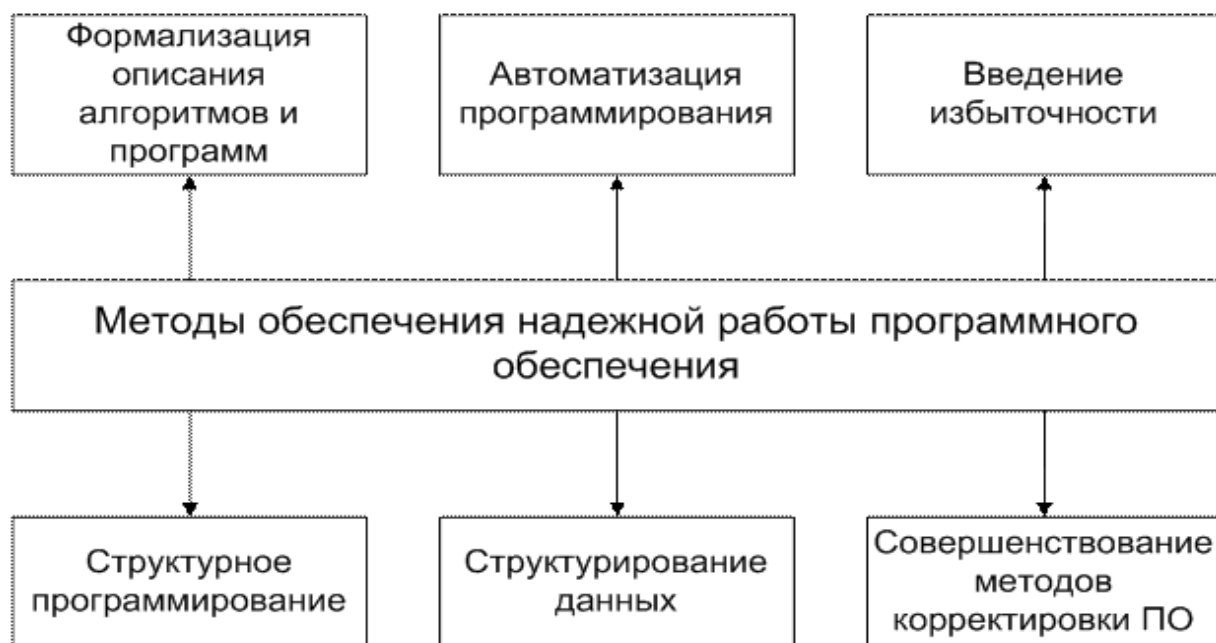 Формализация
описания
алгоритмов и
программ
Автоматизация
программирования
Введение
избыточности
Методы обеспечения надежной работы программного
обеспечения
Структурное
программирование
Структурирование
данных
Совершенствование
методов
корректировки ПО